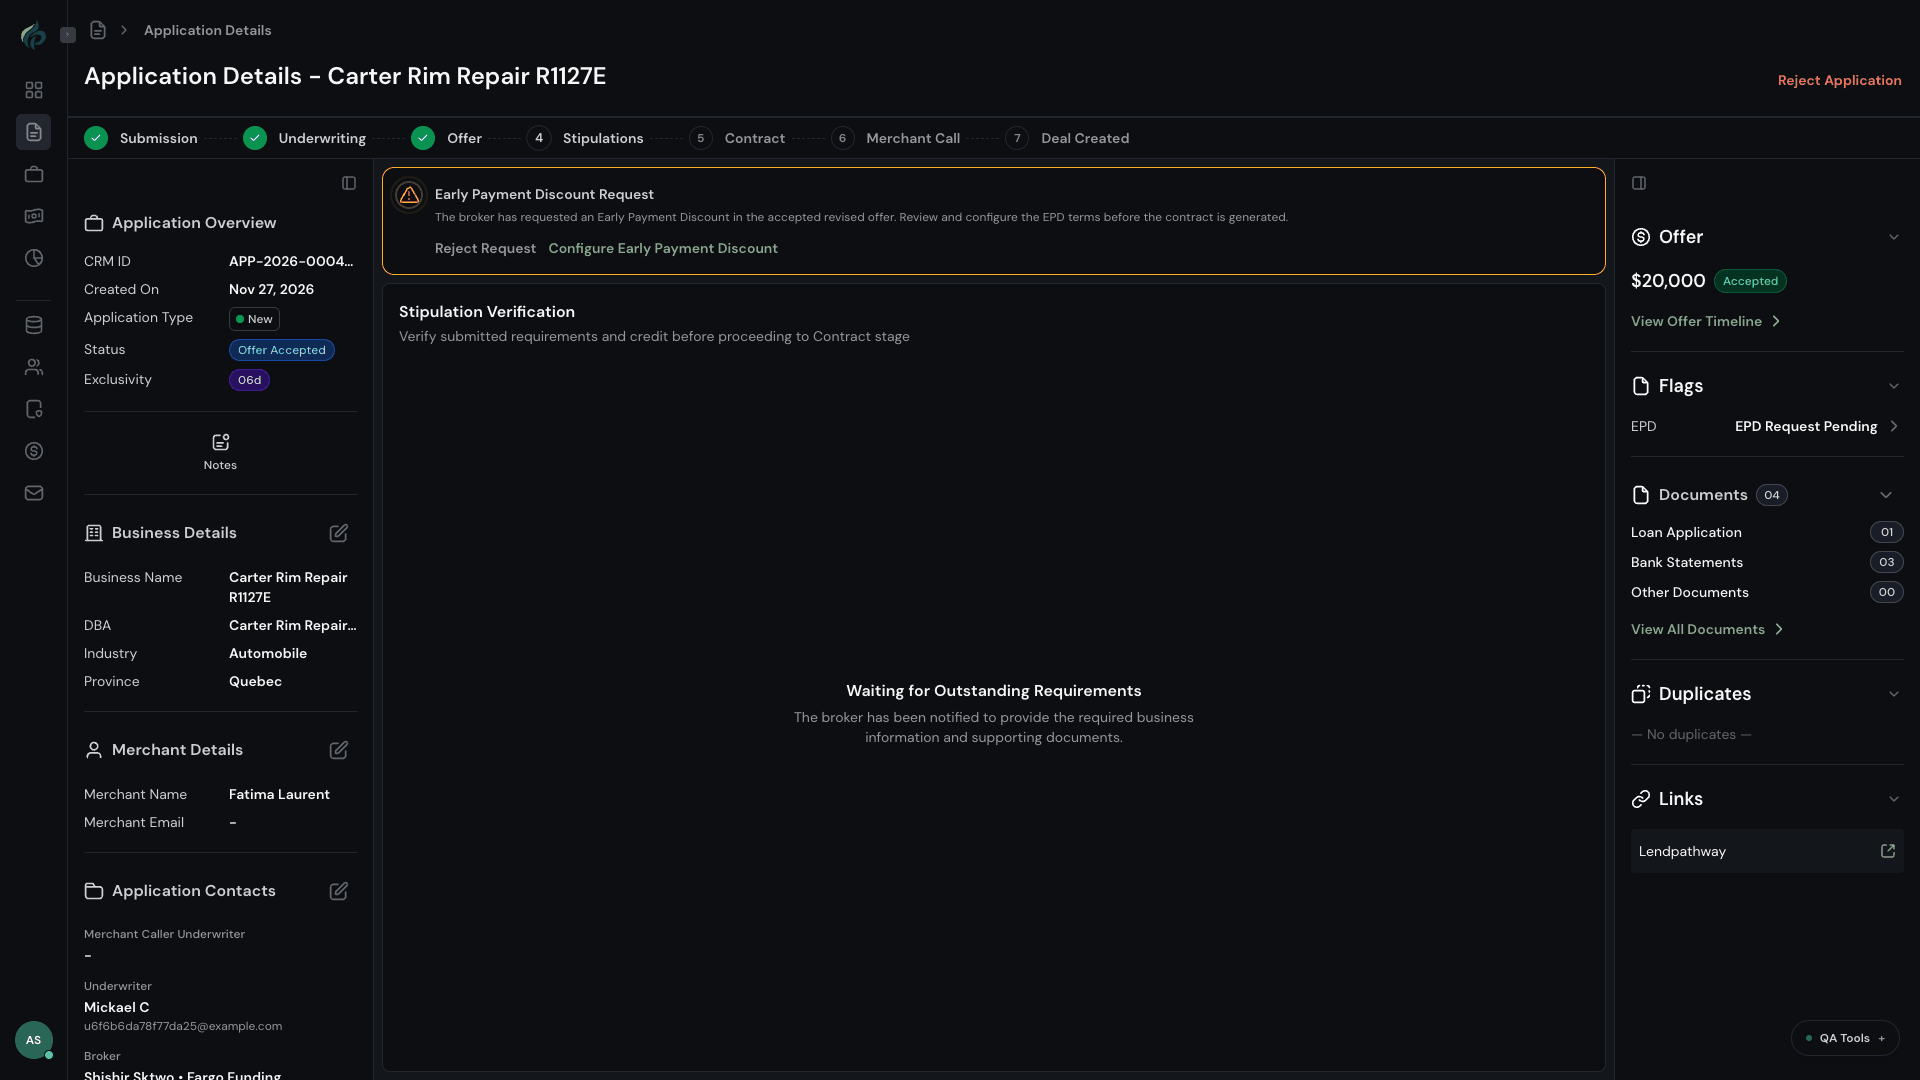 Application Details
Application Details - Carter Rim Repair R1127E
Reject Application
Submission
Underwriting
Offer
4 Stipulations
5 Contract
6 Merchant Call
7 Deal Created
Application Overview
CRM ID APP-2026-0004...
Created On Nov 27, 2026
Application Type New
Status Offer Accepted
Exclusivity 06d
Notes
Business Details
Business Name Carter Rim Repair
R1127E
DBA Carter Rim Repair...
Industry Automobile
Province Quebec
Merchant Details
Merchant Name Fatima Laurent
Merchant Email -
Application Contacts
Merchant Caller Underwriter
-
Underwriter
Mickael C
u6f6b6da78f77da25@example.com
Broker
Shishir Sktwo • Fargo Funding
AS
Early Payment Discount Request
The broker has requested an Early Payment Discount in the accepted revised offer. Review and configure the EPD terms before the contract is generated.
Reject Request Configure Early Payment Discount
Stipulation Verification
Verify submitted requirements and credit before proceeding to Contract stage
Waiting for Outstanding Requirements
The broker has been notified to provide the required business
information and supporting documents.
Offer
$20,000 Accepted
View Offer Timeline
Flags
EPD EPD Request Pending
Documents 04
Loan Application 01
Bank Statements 03
Other Documents 00
View All Documents
Duplicates
— No duplicates —
Links
Lendpathway
QA Tools +